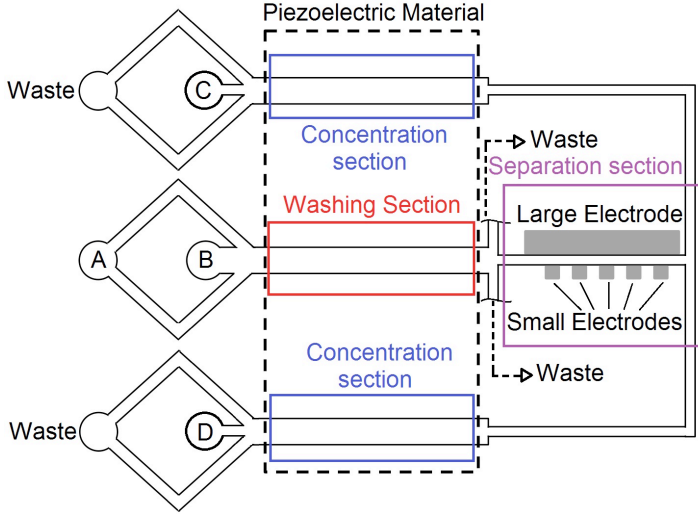 Piezoelectric Material
Waste
C
Concentration
section
Waste
Separation section
Washing Section
Large Electrode
A
B
Small Electrodes
Concentration
section
Waste
Waste
D